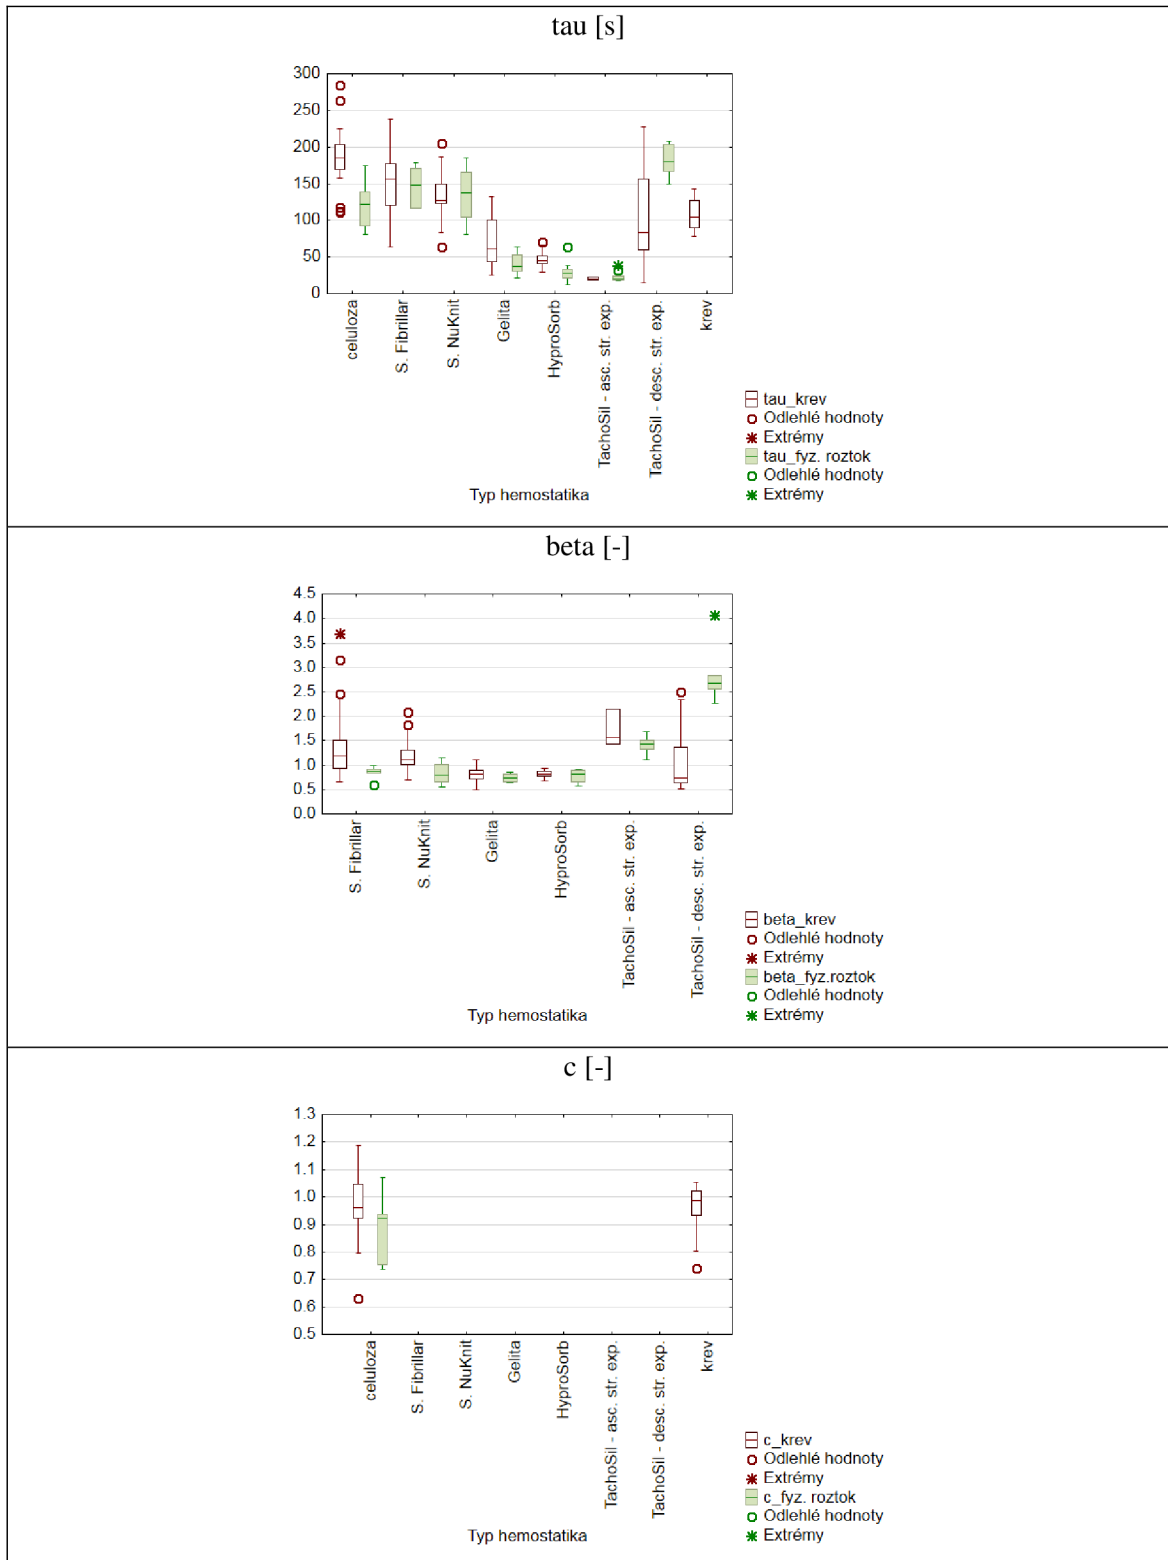 tau [s]
300
250
200
150
100
50
0
celuloza
S. Fibrillar
S. NuKnit
Gelita
HyproSorb
TachoSil - asc. str. exp.
TachoSil - desc. str. exp.
krev
tau_krev
Odlehlé hodnoty
Extrémy
tau_fyz. roztok
Odlehlé hodnoty
Extrémy
Typ hemostatika
beta [-]
4.5
4.0
3.5
3.0
2.5
2.0
1.5
1.0
0.5
0.0
S. Fibrillar
S. NuKnit
Gelita
HyproSorb
TachoSil - asc. str. exp.
TachoSil - desc. str. exp.
beta_krev
Odlehlé hodnoty
Extrémy
beta_fyz.roztok
Odlehlé hodnoty
Extrémy
Typ hemostatika
c [-]
1.3
1.2
1.1
1.0
0.9
0.8
0.7
0.6
0.5
celuloza
S. Fibrillar
S. NuKnit
Gelita
HyproSorb
TachoSil - asc. str. exp.
TachoSil - desc. str. exp.
krev
c_krev
Odlehlé hodnoty
Extrémy
c_fyz. roztok
Odlehlé hodnoty
Extrémy
Typ hemostatika